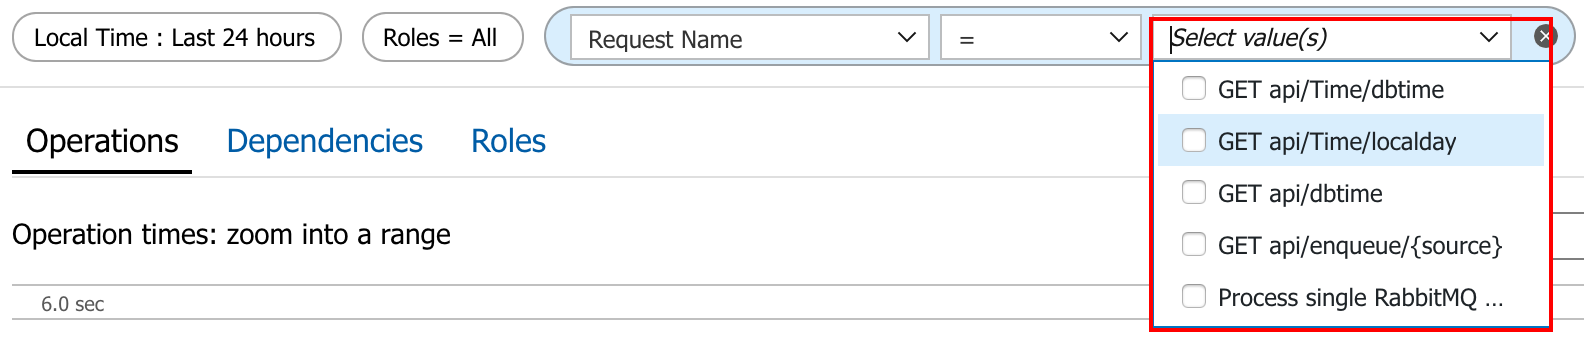 Local Time : Last 24 hours
Roles = All
Request Name
=
Select value(s)
GET api/Time/dbtime
GET api/Time/localday
GET api/dbtime
GET api/enqueue/{source}
Process single RabbitMQ ...
Operations
Dependencies
Roles
Operation times: zoom into a range
6.0 sec